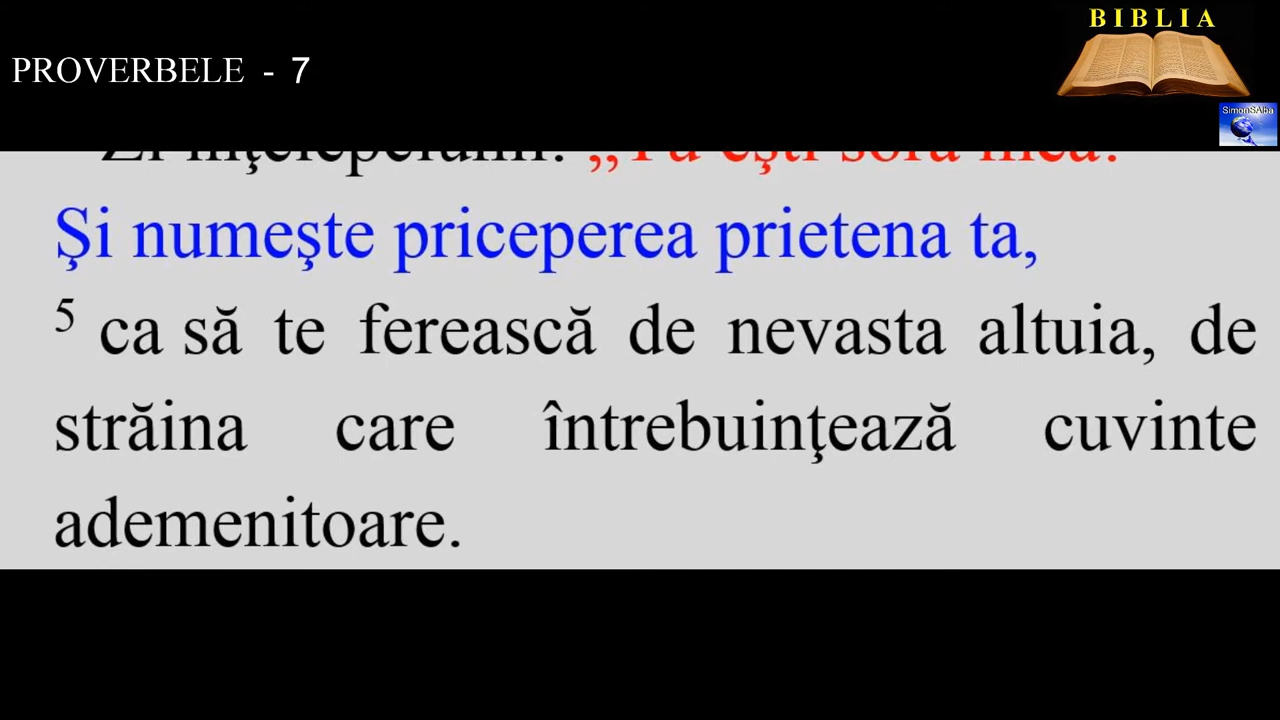 BIBLIA
PROVERBELE - 7
SimonSAlba
Şi numeşte priceperea prietena ta,
5 ca să te ferească de nevasta altuia, de
străina care întrebuinţează cuvinte
ademenitoare.